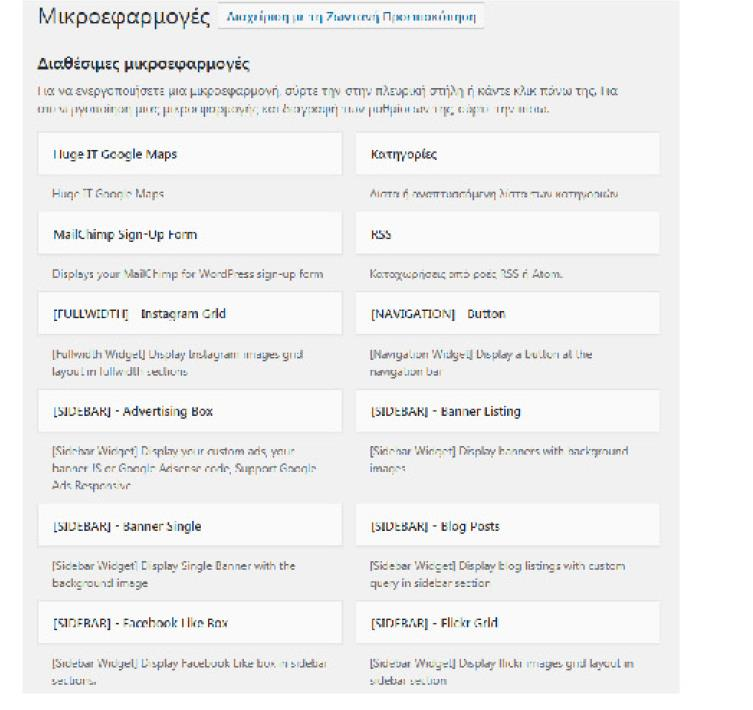 Μικροεφαρμογές Διαχείριση με τη Ζωντανή Προεπισκόπηση
Διαθέσιμες μικροεφαρμογές
Για να ενεργοποιήσετε μια μικροεφαρμογή, σύρτε την στην πλευρική στήλη ή κάντε κλικ πάνω της. Για
απενεργοποίηση μιας μικροεφαρμογής και διαγραφή των ρυθμίσεων της, σύρτε την πίσω.
Huge IT Google Maps
Κατηγορίες
Huge IT Google Maps
Λίστα ή αναπτυσσόμενη λίστα των κατηγοριών
MailChimp Sign-Up Form
RSS
Displays your MailChimp for WordPress sign-up form
Καταχωρήσεις από ροές RSS ή Atom.
[FULLWIDTH] - Instagram Grid
[NAVIGATION] - Button
[Fullwidth Widget] Display Instagram images grid
layout in fullwidth sections
[Navigation Widget] Display a button at the
navigation bar
[SIDEBAR] - Advertising Box
[SIDEBAR] - Banner Listing
[Sidebar Widget] Display your custom ads, your
banner JS or Google Adsense code, Support Google
Ads Responsive
[Sidebar Widget] Display banners with background
images
[SIDEBAR] - Banner Single
[SIDEBAR] - Blog Posts
[Sidebar Widget] Display Single Banner with the
background image
[Sidebar Widget] Display blog listings with custom
query in sidebar section
[SIDEBAR] - Facebook Like Box
[SIDEBAR] - Flickr Grid
[Sidebar Widget] Display Facebook Like box in sidebar
sections.
[Sidebar Widget] Display flickr images grid layout in
sidebar section